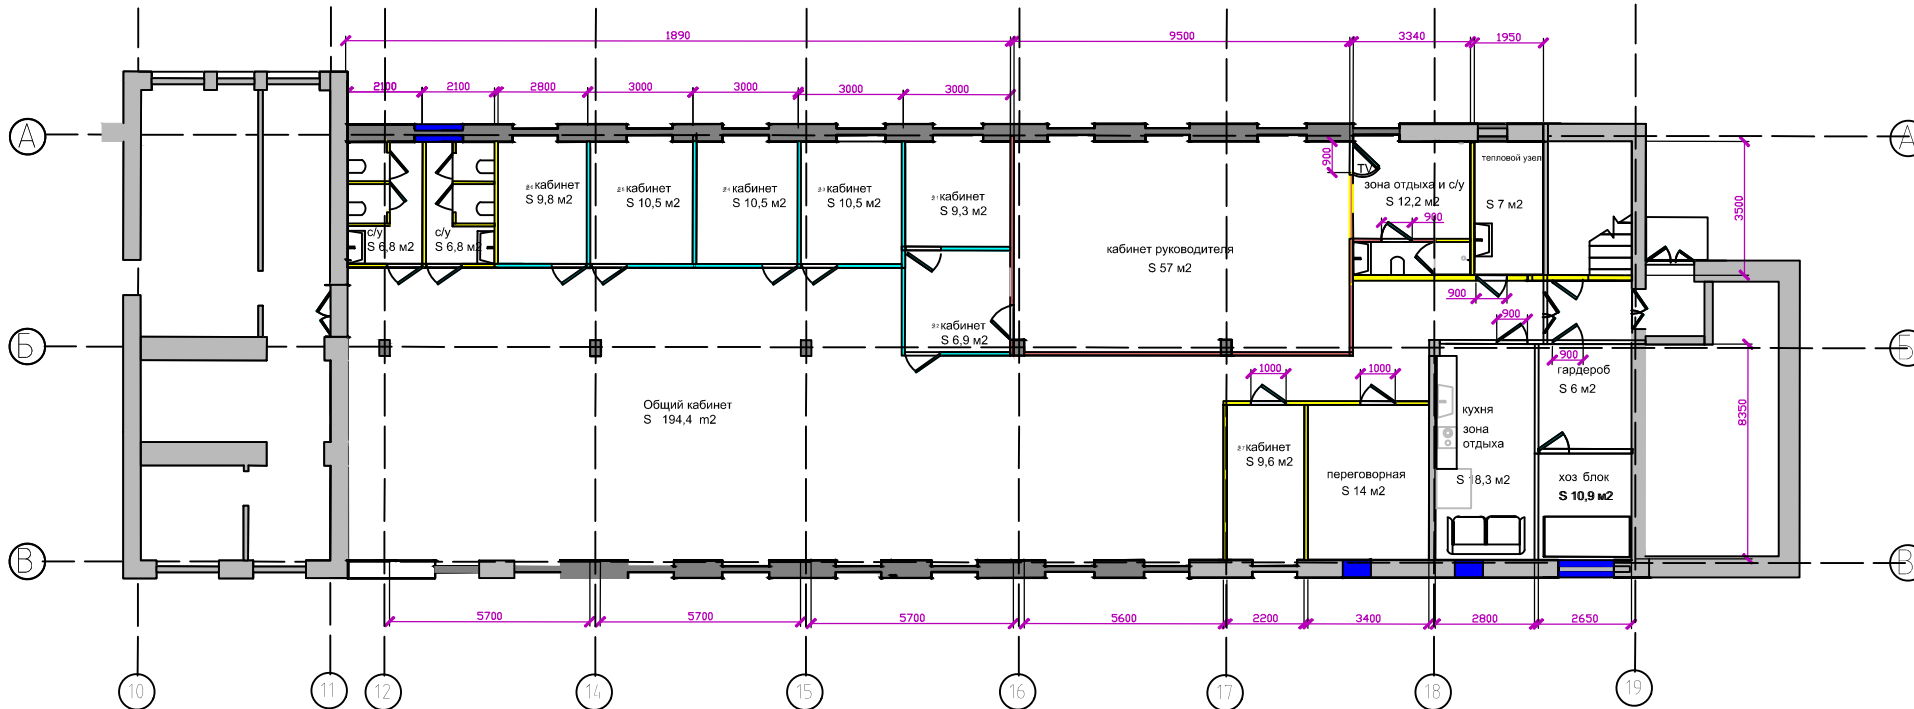 1890
9500
3340
1950
2100
2100
2800
3000
3000
3000
3000
А
А
900
TV
тепловой узел
кабинет
S 9,8 м2
кабинет
S 10,5 м2
кабинет
S 10,5 м2
кабинет
S 10,5 м2
кабинет
S 9,3 м2
зона отдыха и с/у
S 12,2 м2
S 7 м2
3500
900
с/у
S 6,8 м2
с/у
S 6,8 м2
кабинет руководителя
S 57 м2
900
900
кабинет
S 6,9 м2
Б
Б
900
1000
1000
гардероб
S 6 м2
Общий кабинет
S 194,4 m2
кухня
зона
отдыха
8350
кабинет
S 9,6 м2
переговорная
S 14 м2
S 18,3 м2
хоз блок
S 10,9 м2
В
В
5700
5700
5700
5600
2200
3400
2800
2650
10
11
12
14
15
16
17
18
19